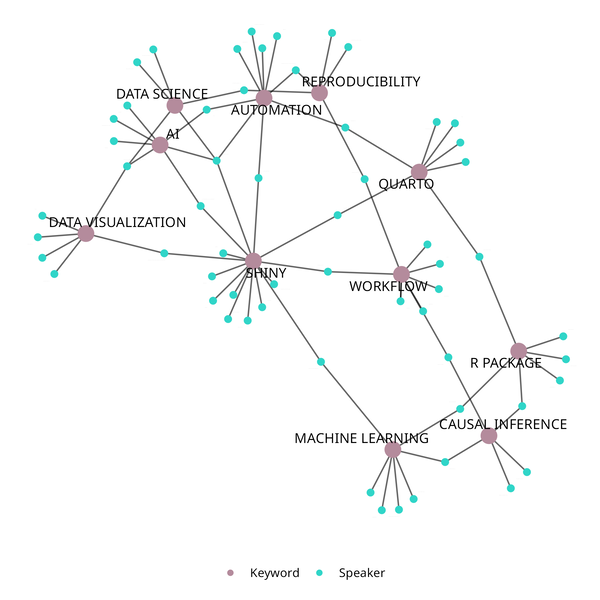 REPRODUCIBILITY
DATA SCIENCE
AUTOMATION
AI
QUARTO
DATA VISUALIZATION
SHINY
WORKFLOW
R PACKAGE
CAUSAL INFERENCE
MACHINE LEARNING
Keyword Speaker